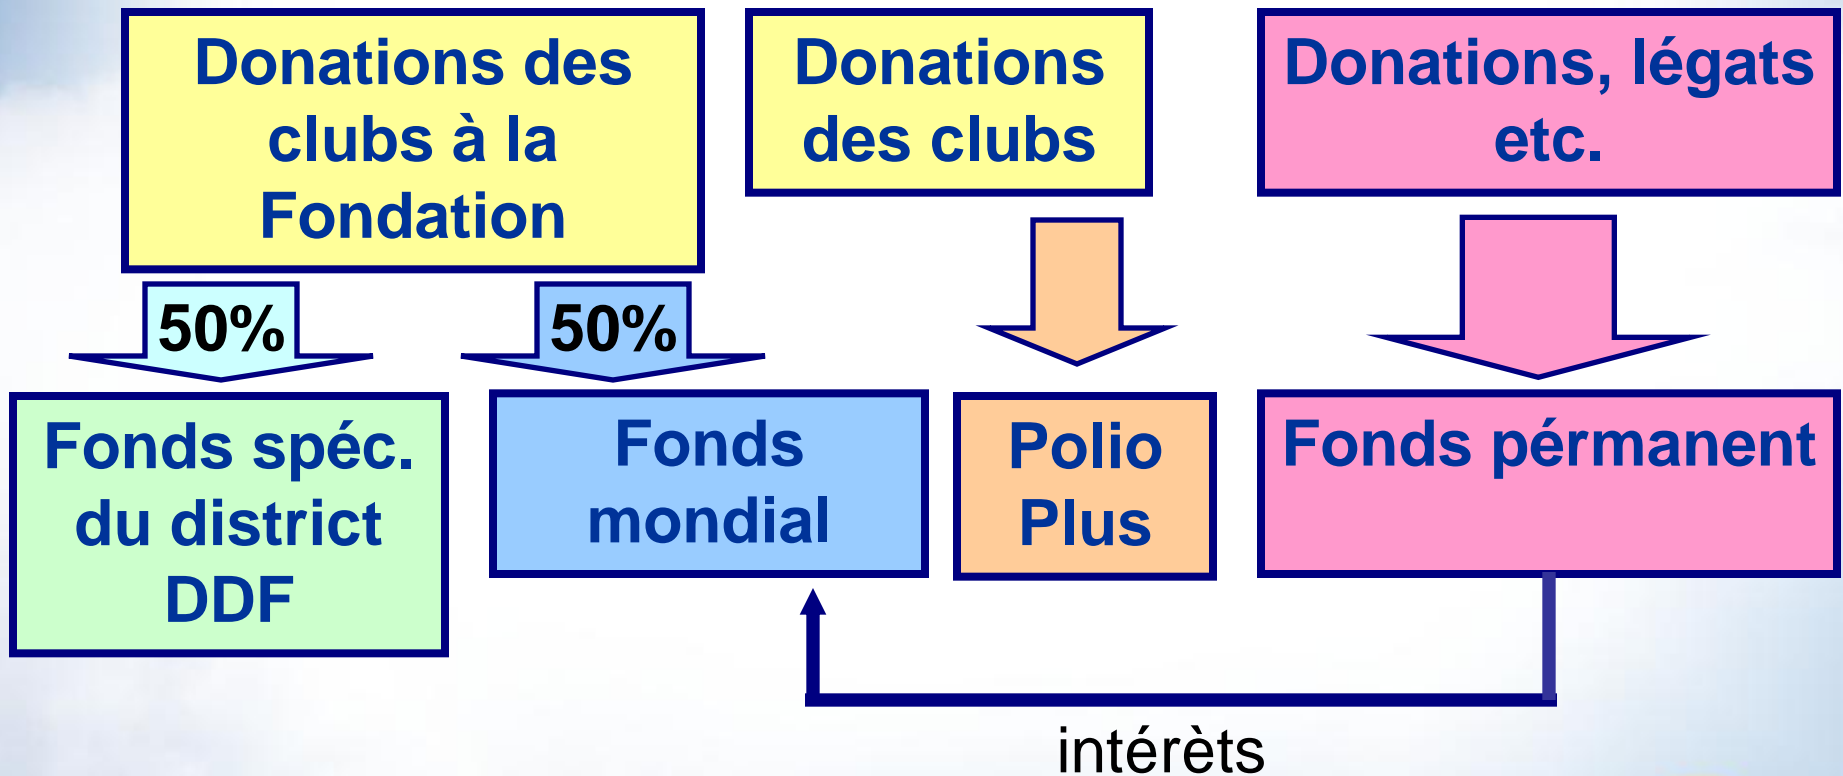 Donations des
clubs à la
Fondation
Donations
des clubs
Donations, légats
etc.
50%
50%
Fonds spéc.
du district
DDF
Fonds
mondial
Polio
Plus
Fonds pérmanent
intérèts